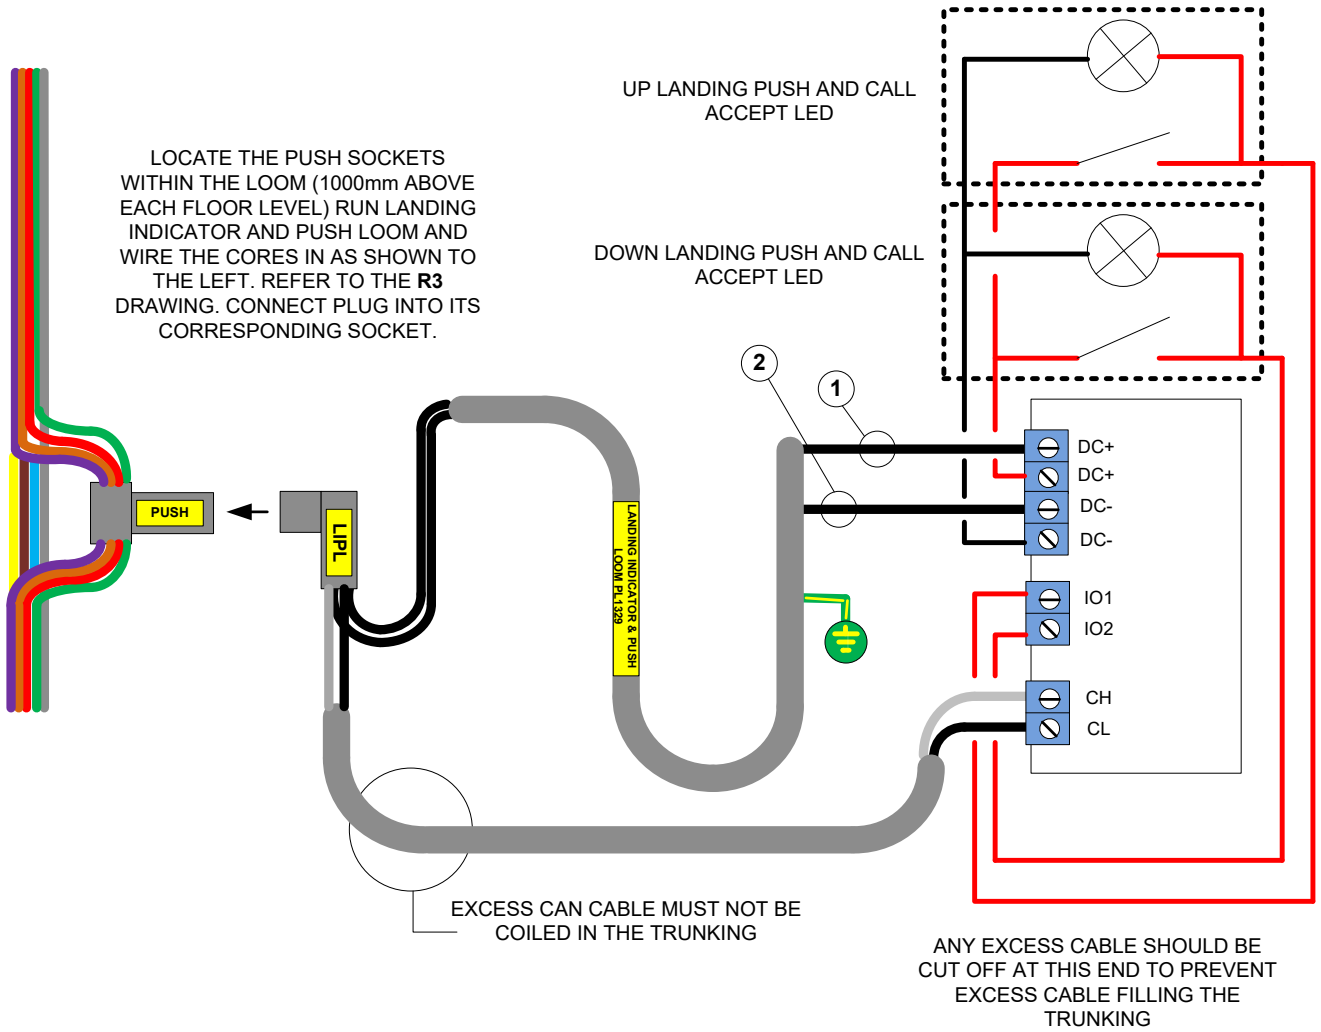 UP LANDING PUSH AND CALL
ACCEPT LED
LOCATE THE PUSH SOCKETS
WITHIN THE LOOM (1000mm ABOVE
EACH FLOOR LEVEL) RUN LANDING
INDICATOR AND PUSH LOOM AND
WIRE THE CORES IN AS SHOWN TO
THE LEFT. REFER TO THE R3
DRAWING. CONNECT PLUG INTO ITS
CORRESPONDING SOCKET.
DOWN LANDING PUSH AND CALL
ACCEPT LED
2
1
DC+
DC+
DC-
DC-
IO1
IO2
CH
CL
PUSH
LIPL
LANDING INDICATOR & PUSH
LOOM PL1329
EXCESS CAN CABLE MUST NOT BE
COILED IN THE TRUNKING
ANY EXCESS CABLE SHOULD BE
CUT OFF AT THIS END TO PREVENT
EXCESS CABLE FILLING THE
TRUNKING